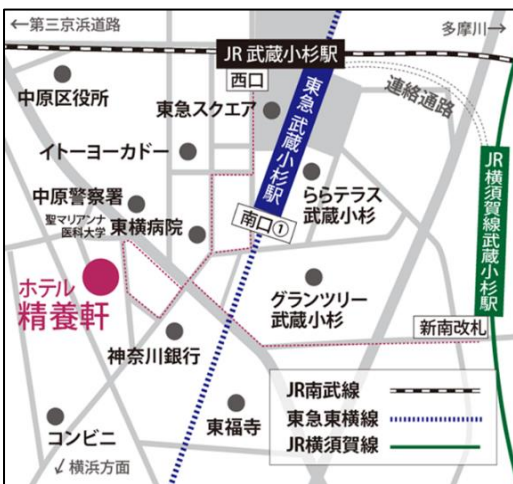 ←第三京浜道路
多摩川→
JR 武蔵小杉駅
西口
中原区役所
東急スクエア
東急 武蔵小杉駅
連絡通路
イトーヨーカドー
JR横須賀線武蔵小杉駅
ららテラス
武蔵小杉
中原警察署
聖マリアンナ
医科大学
東横病院
南口①
ホテル
精養軒
グランツリー
武蔵小杉
新南改札
神奈川銀行
JR南武線
東急東横線
JR横須賀線
東福寺
コンビニ
↙横浜方面